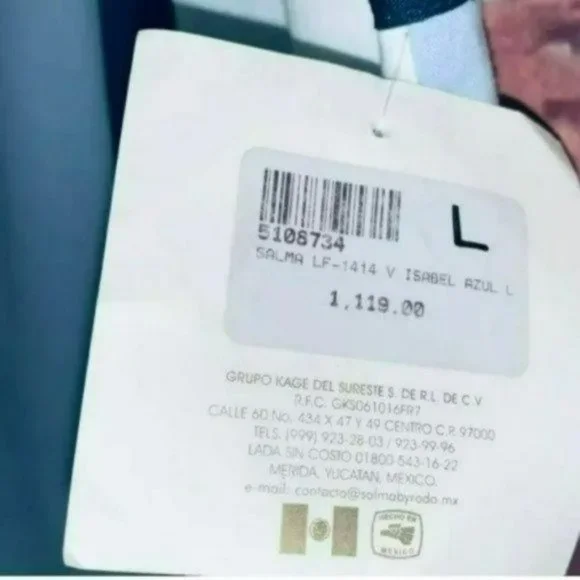 L
5108734
SALMA LF-1414 V ISABEL AZUL L
1,119.00
GRUPO KAGE DEL SURESTE S. DE R.L. DE C.V
R.F.C. GKS061016FR7
CALLE 60 No. 434 X 47 Y 49 CENTRO C.P. 97000
TELS. (999) 923-28-03 / 923-99-96
LADA SIN COSTO 01800 543-16-22
MERIDA, YUCATAN, MEXICO.
e-mail: contacto@salmabyrodo.mx
HECHO EN
MEXICO